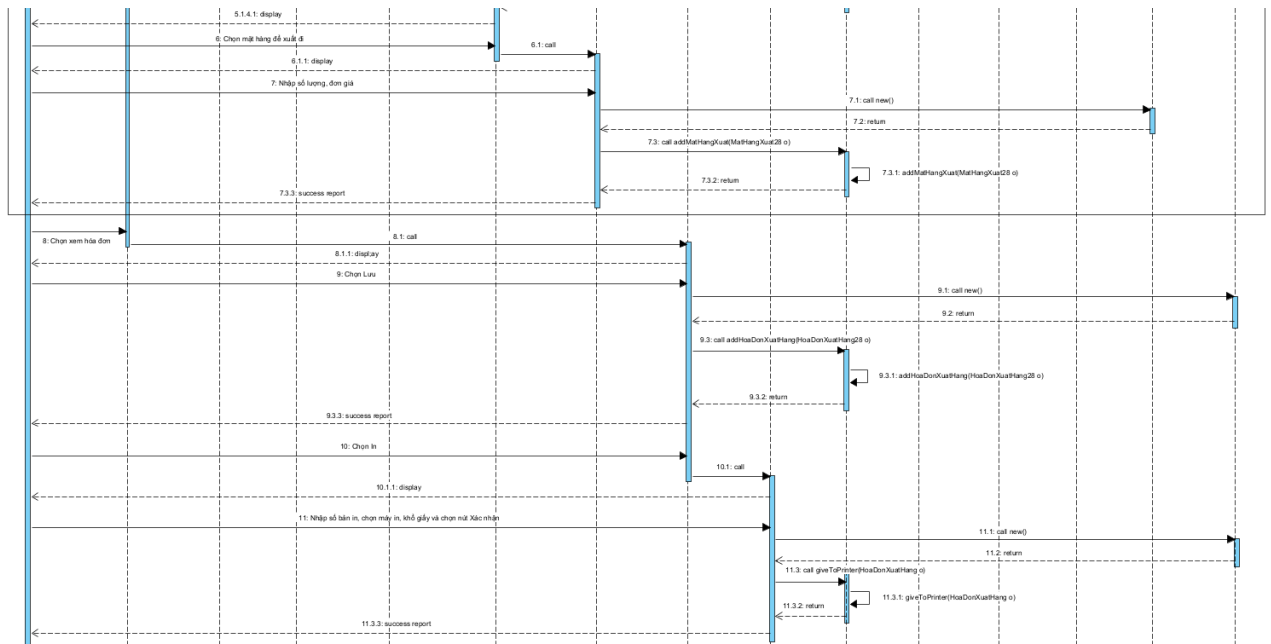 5.1.4.1: display
6: Chọn mặt hàng để xuất đi
6.1: call
6.1.1: display
7: Nhập số lượng, đơn giá
7.1: call new()
7.2: return
7.3: call addMatHangXuat(MatHangXuat28 o)
7.3.1: addMatHangXuat(MatHangXuat28 o)
7.3.2: return
7.3.3: success report
8: Chọn xem hóa đơn
8.1: call
8.1.1: display
9: Chọn Lưu
9.1: call new()
9.2: return
9.3: call addHoaDonXuatHang(HoaDonXuatHang28 o)
9.3.1: addHoaDonXuatHang(HoaDonXuatHang28 o)
9.3.2: return
9.3.3: success report
10: Chọn In
10.1: call
10.1.1: display
11: Nhập số bản in, chọn máy in, khổ giấy và chọn nút Xác nhận
11.1: call new()
11.2: return
11.3: call giveToPrinter(HoaDonXuatHang o)
11.3.1: giveToPrinter(HoaDonXuatHang o)
11.3.2: return
11.3.3: success report